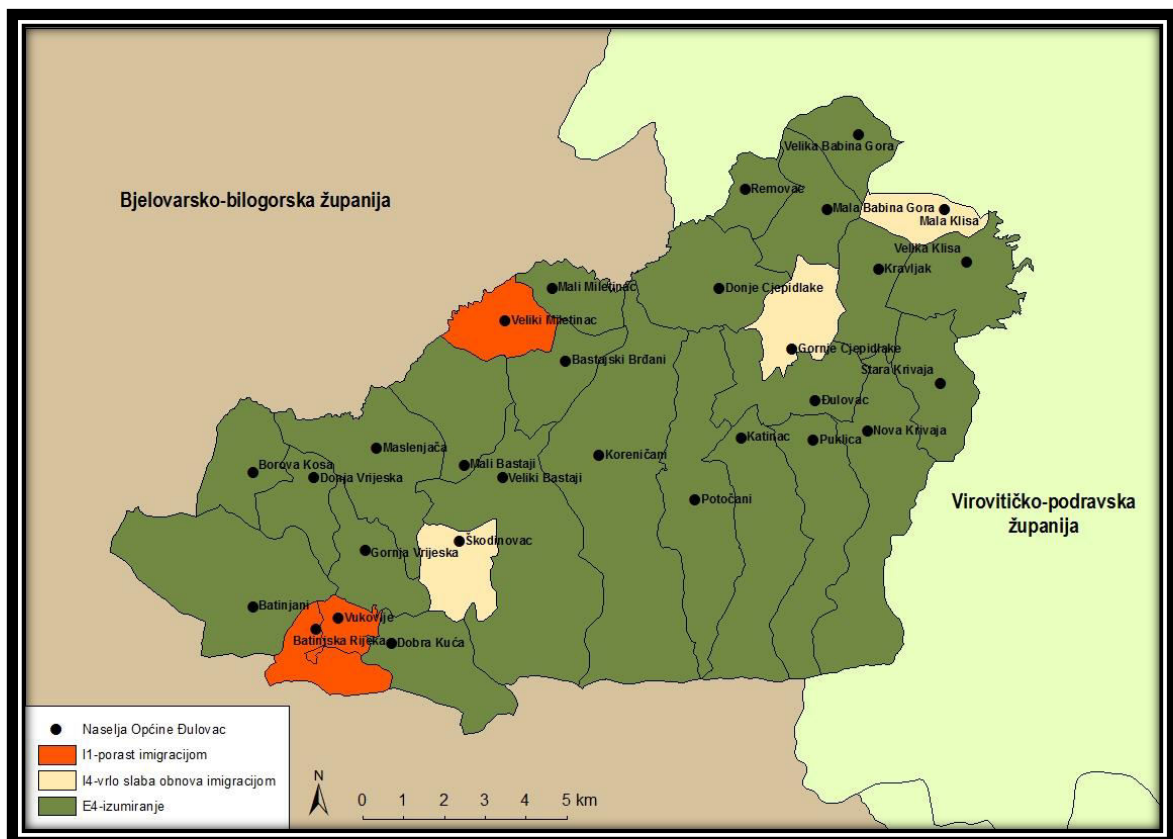 Velika Babina Gora
Removac
Bjelovarsko-bilogorska županija
Mala Babina Gora
Mala Klisa
Velika Klisa
Kravljak
Mali Miletinac
Donje Cjepidlake
Veliki Miletinac
Gornje Cjepidlake
Bastajski Brđani
Stara Krivaja
Đulovac
Nova Krivaja
Katinac
Puklica
Maslenjača
Koreničani
Mali Bastaji
Borova Kosa
Donja Vrijeska
Veliki Bastaji
Potočani
Virovitičko-podravska
županija
Škodinovac
Gornja Vrijeska
Batinjani
Vukovije
Batinjska Rijeka
Dobra Kuća
Naselja Općine Đulovac
I1-porast imigracijom
I4-vrlo slaba obnova imigracijom
E4-izumiranje
N
0 1 2 3 4 5 km